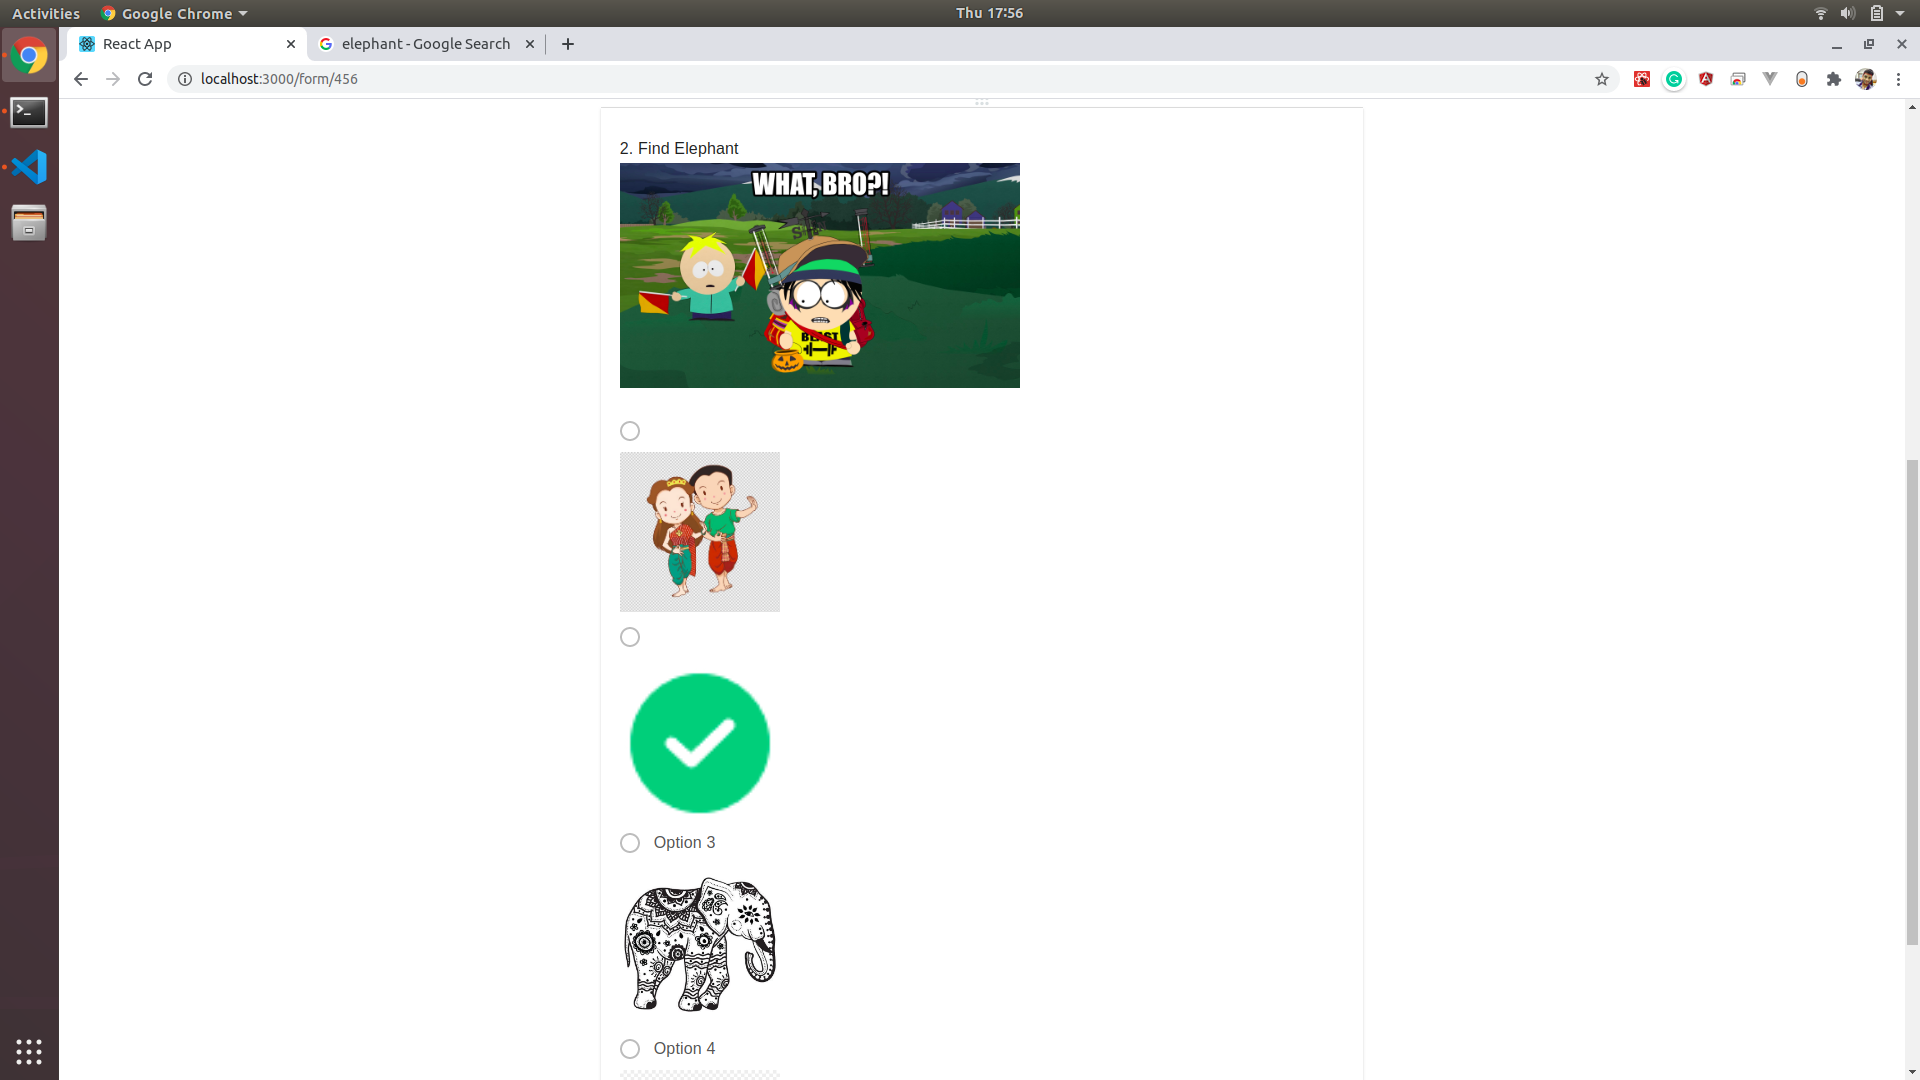 Activities
Google Chrome
Thu 17:56
React App
elephant - Google Search
localhost:3000/form/456
2. Find Elephant
WHAT, BRO?!
BEAST
Option 3
Option 4